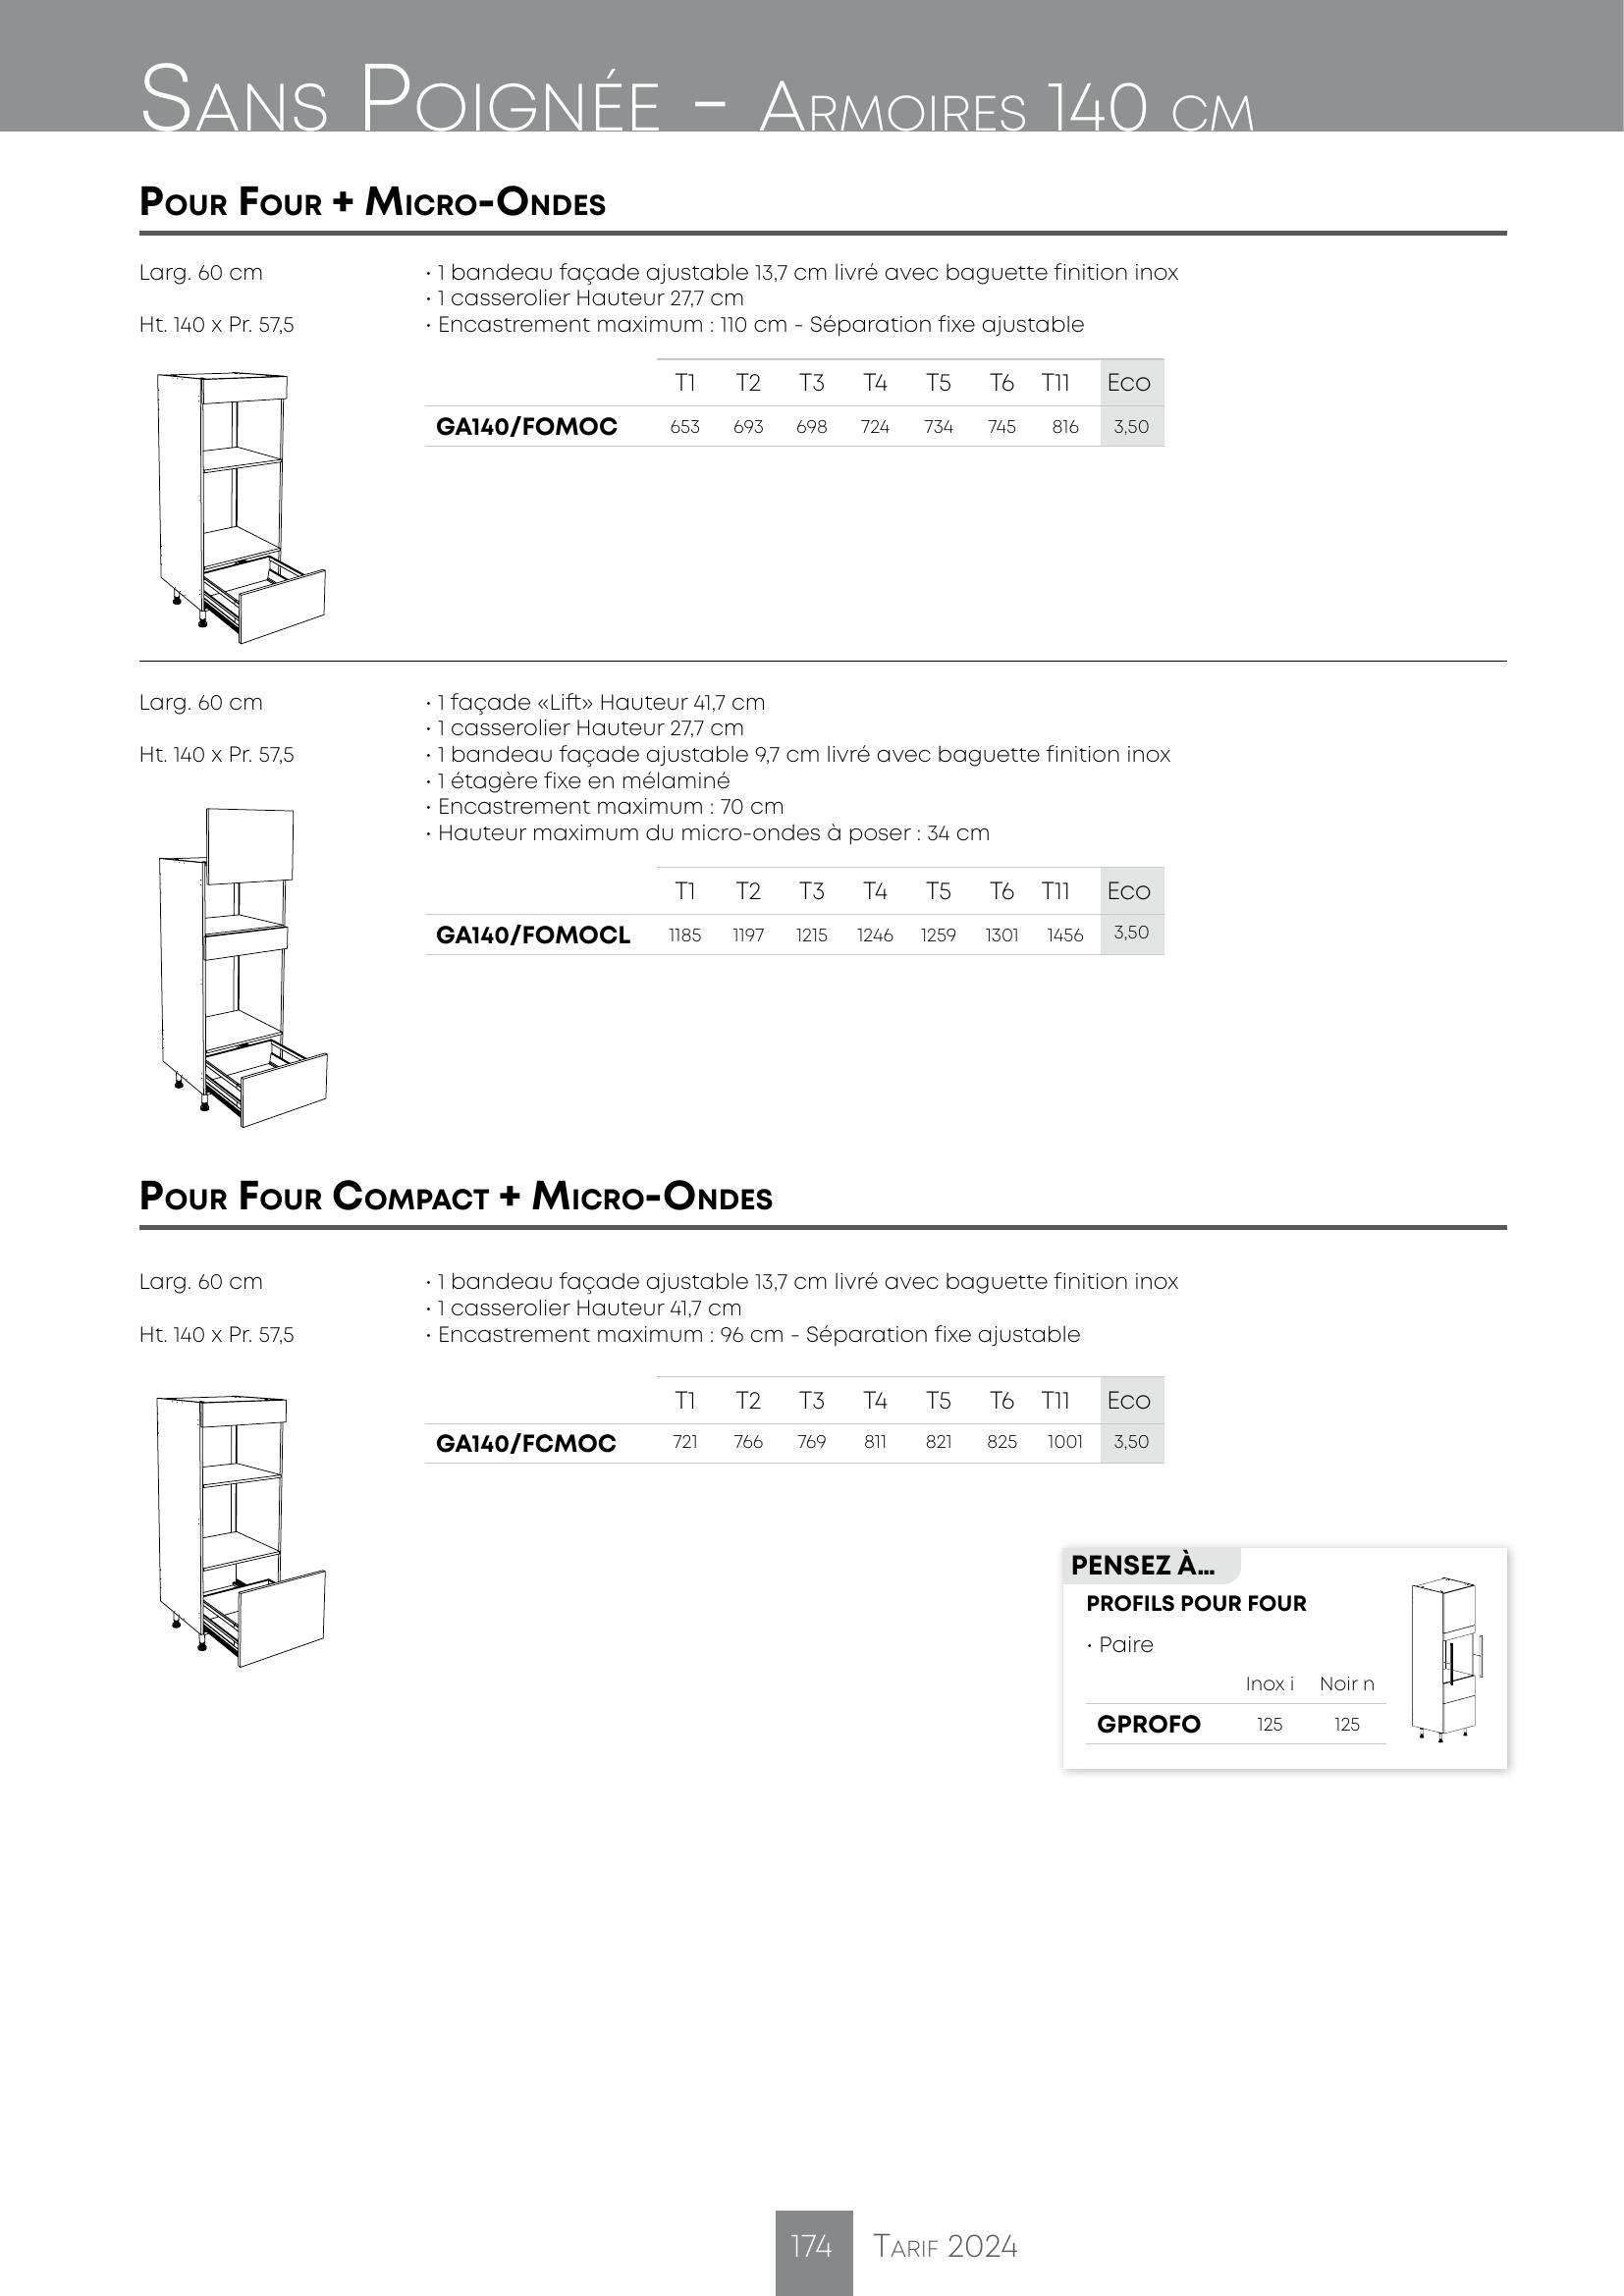 Sans Poignée - Armoires 140 cm
Pour Four + Micro-Ondes
Larg. 60 cm
Ht. 140 x Pr. 57,5
· 1 bandeau façade ajustable 13,7 cm livré avec baguette finition inox
· 1 casserolier Hauteur 27,7 cm
· Encastrement maximum : 110 cm - Séparation fixe ajustable
T1 T2 T3 T4 T5 T6 T11 Eco
GA140/FOMOC 653 693 698 724 734 745 816 3,50
Larg. 60 cm
Ht. 140 x Pr. 57,5
· 1 façade «Lift» Hauteur 41,7 cm
· 1 casserolier Hauteur 27,7 cm
· 1 bandeau façade ajustable 9,7 cm livré avec baguette finition inox
· 1 étagère fixe en mélaminé
· Encastrement maximum : 70 cm
· Hauteur maximum du micro-ondes à poser : 34 cm
T1 T2 T3 T4 T5 T6 T11 Eco
GA140/FOMOCL 1185 1197 1215 1246 1259 1301 1456 3,50
Pour Four Compact + Micro-Ondes
Larg. 60 cm
Ht. 140 x Pr. 57,5
· 1 bandeau façade ajustable 13,7 cm livré avec baguette finition inox
· 1 casserolier Hauteur 41,7 cm
· Encastrement maximum : 96 cm - Séparation fixe ajustable
T1 T2 T3 T4 T5 T6 T11 Eco
GA140/FCMOC 721 766 769 811 821 825 1001 3,50
PENSEZ À...
PROFILS POUR FOUR
· Paire
Inox i Noir n
GPROFO 125 125
174 Tarif 2024